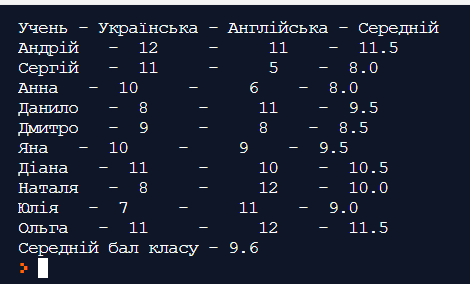 Учень - Українська - Англійська - Середній
Андрій - 12 - 11 - 11.5
Сергій - 11 - 5 - 8.0
Анна - 10 - 6 - 8.0
Данило - 8 - 11 - 9.5
Дмитро - 9 - 8 - 8.5
Яна - 10 - 9 - 9.5
Діана - 11 - 10 - 10.5
Наталя - 8 - 12 - 10.0
Юлія - 7 - 11 - 9.0
Ольга - 11 - 12 - 11.5
Середній бал класу - 9.6
>